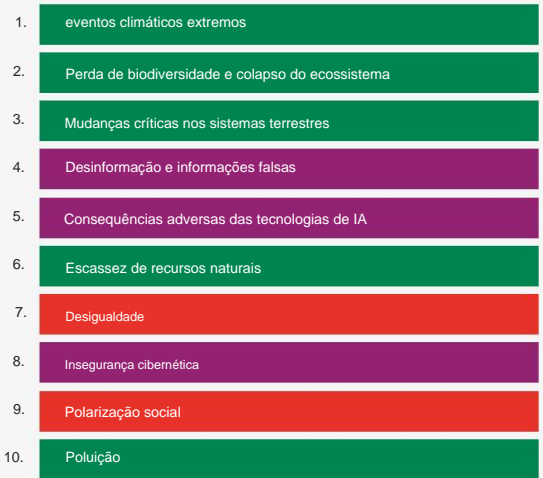 1. eventos climáticos extremos
2. Perda de biodiversidade e colapso do ecossistema
3. Mudanças críticas nos sistemas terrestres
4. Desinformação e informações falsas
5. Consequências adversas das tecnologias de IA
6. Escassez de recursos naturais
7. Desigualdade
8. Insegurança cibernética
9. Polarização social
10. Poluição